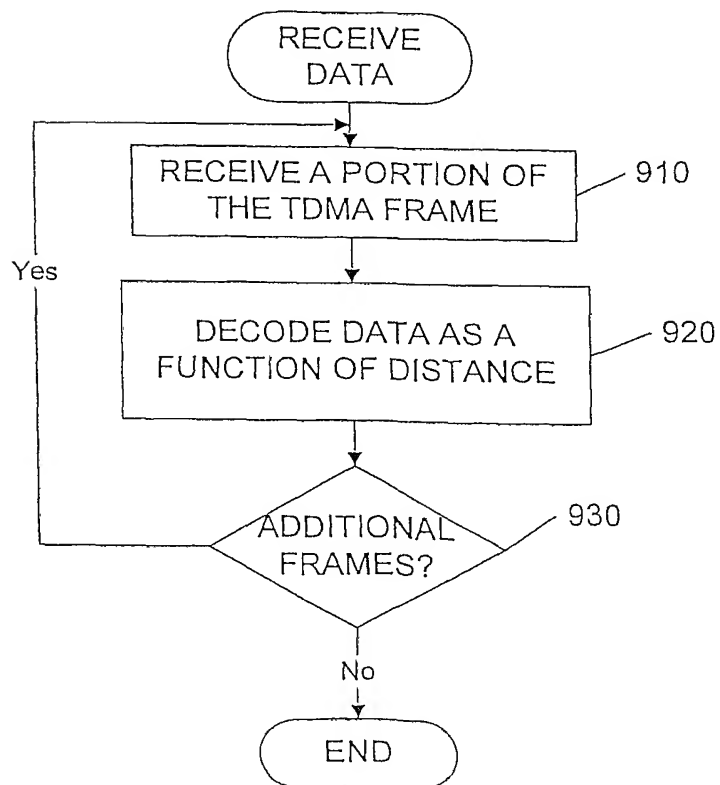 RECEIVE
DATA
RECEIVE A PORTION OF
THE TDMA FRAME
910
Yes
DECODE DATA AS A
FUNCTION OF DISTANCE
920
ADDITIONAL
FRAMES?
930
No
END